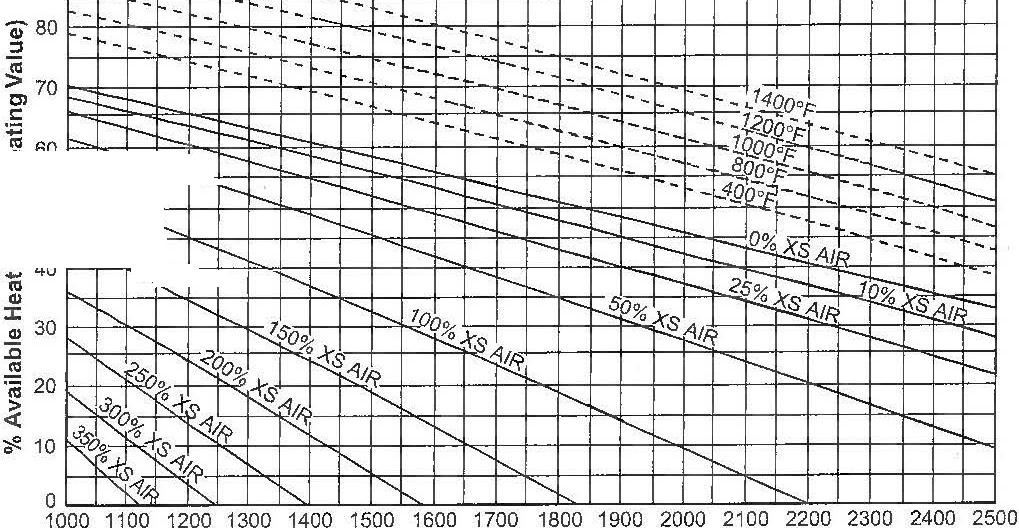 ating Value)
% Available Heat
80
70
60
40
30
20
10
0
1400°F
1200°F
1000°F
800°F
400°F
0% XS AIR
10% XS AIR
25% XS AIR
50% XS AIR
100% XS AIR
150% XS AIR
200% XS AIR
250% XS AIR
300% XS AIR
350% XS AIR
1000 1100 1200 1300 1400 1500 1600 1700 1800 1900 2000 2100 2200 2300 2400 2500